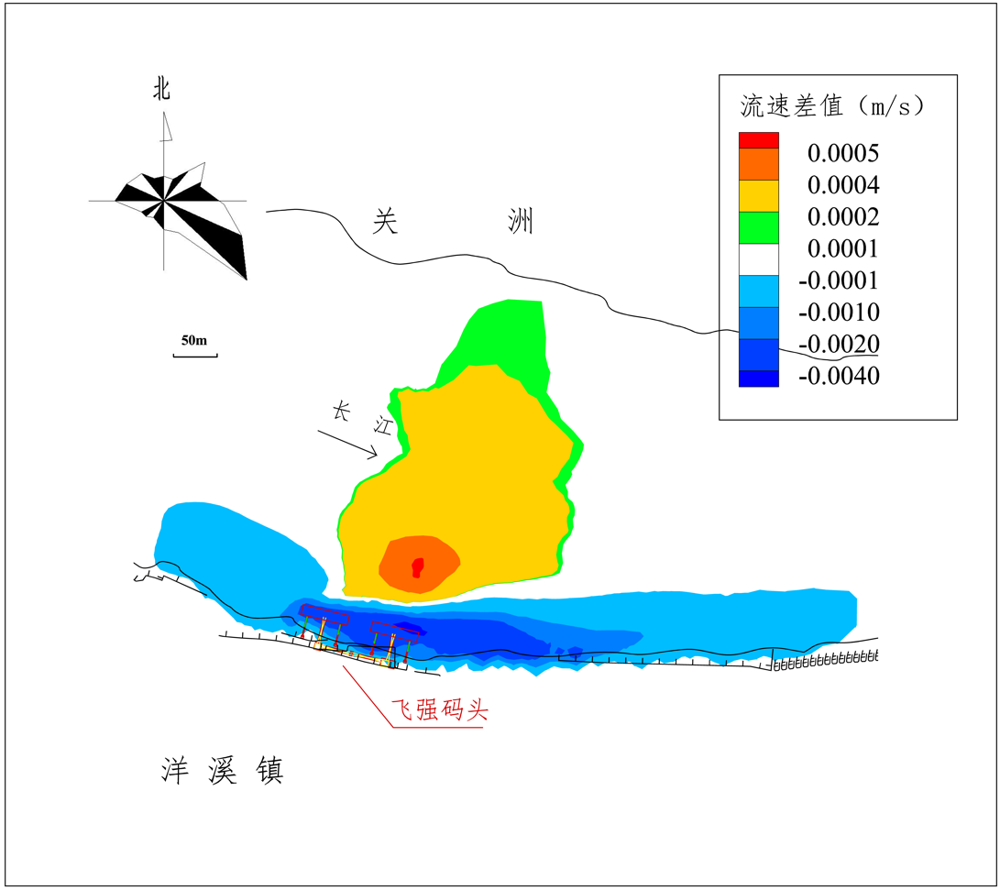 北
流速差值（m/s）
0.0005
0.0004
0.0002
0.0001
-0.0001
-0.0010
-0.0020
-0.0040
关 洲
50m
长 江
飞强码头
洋 溪 镇